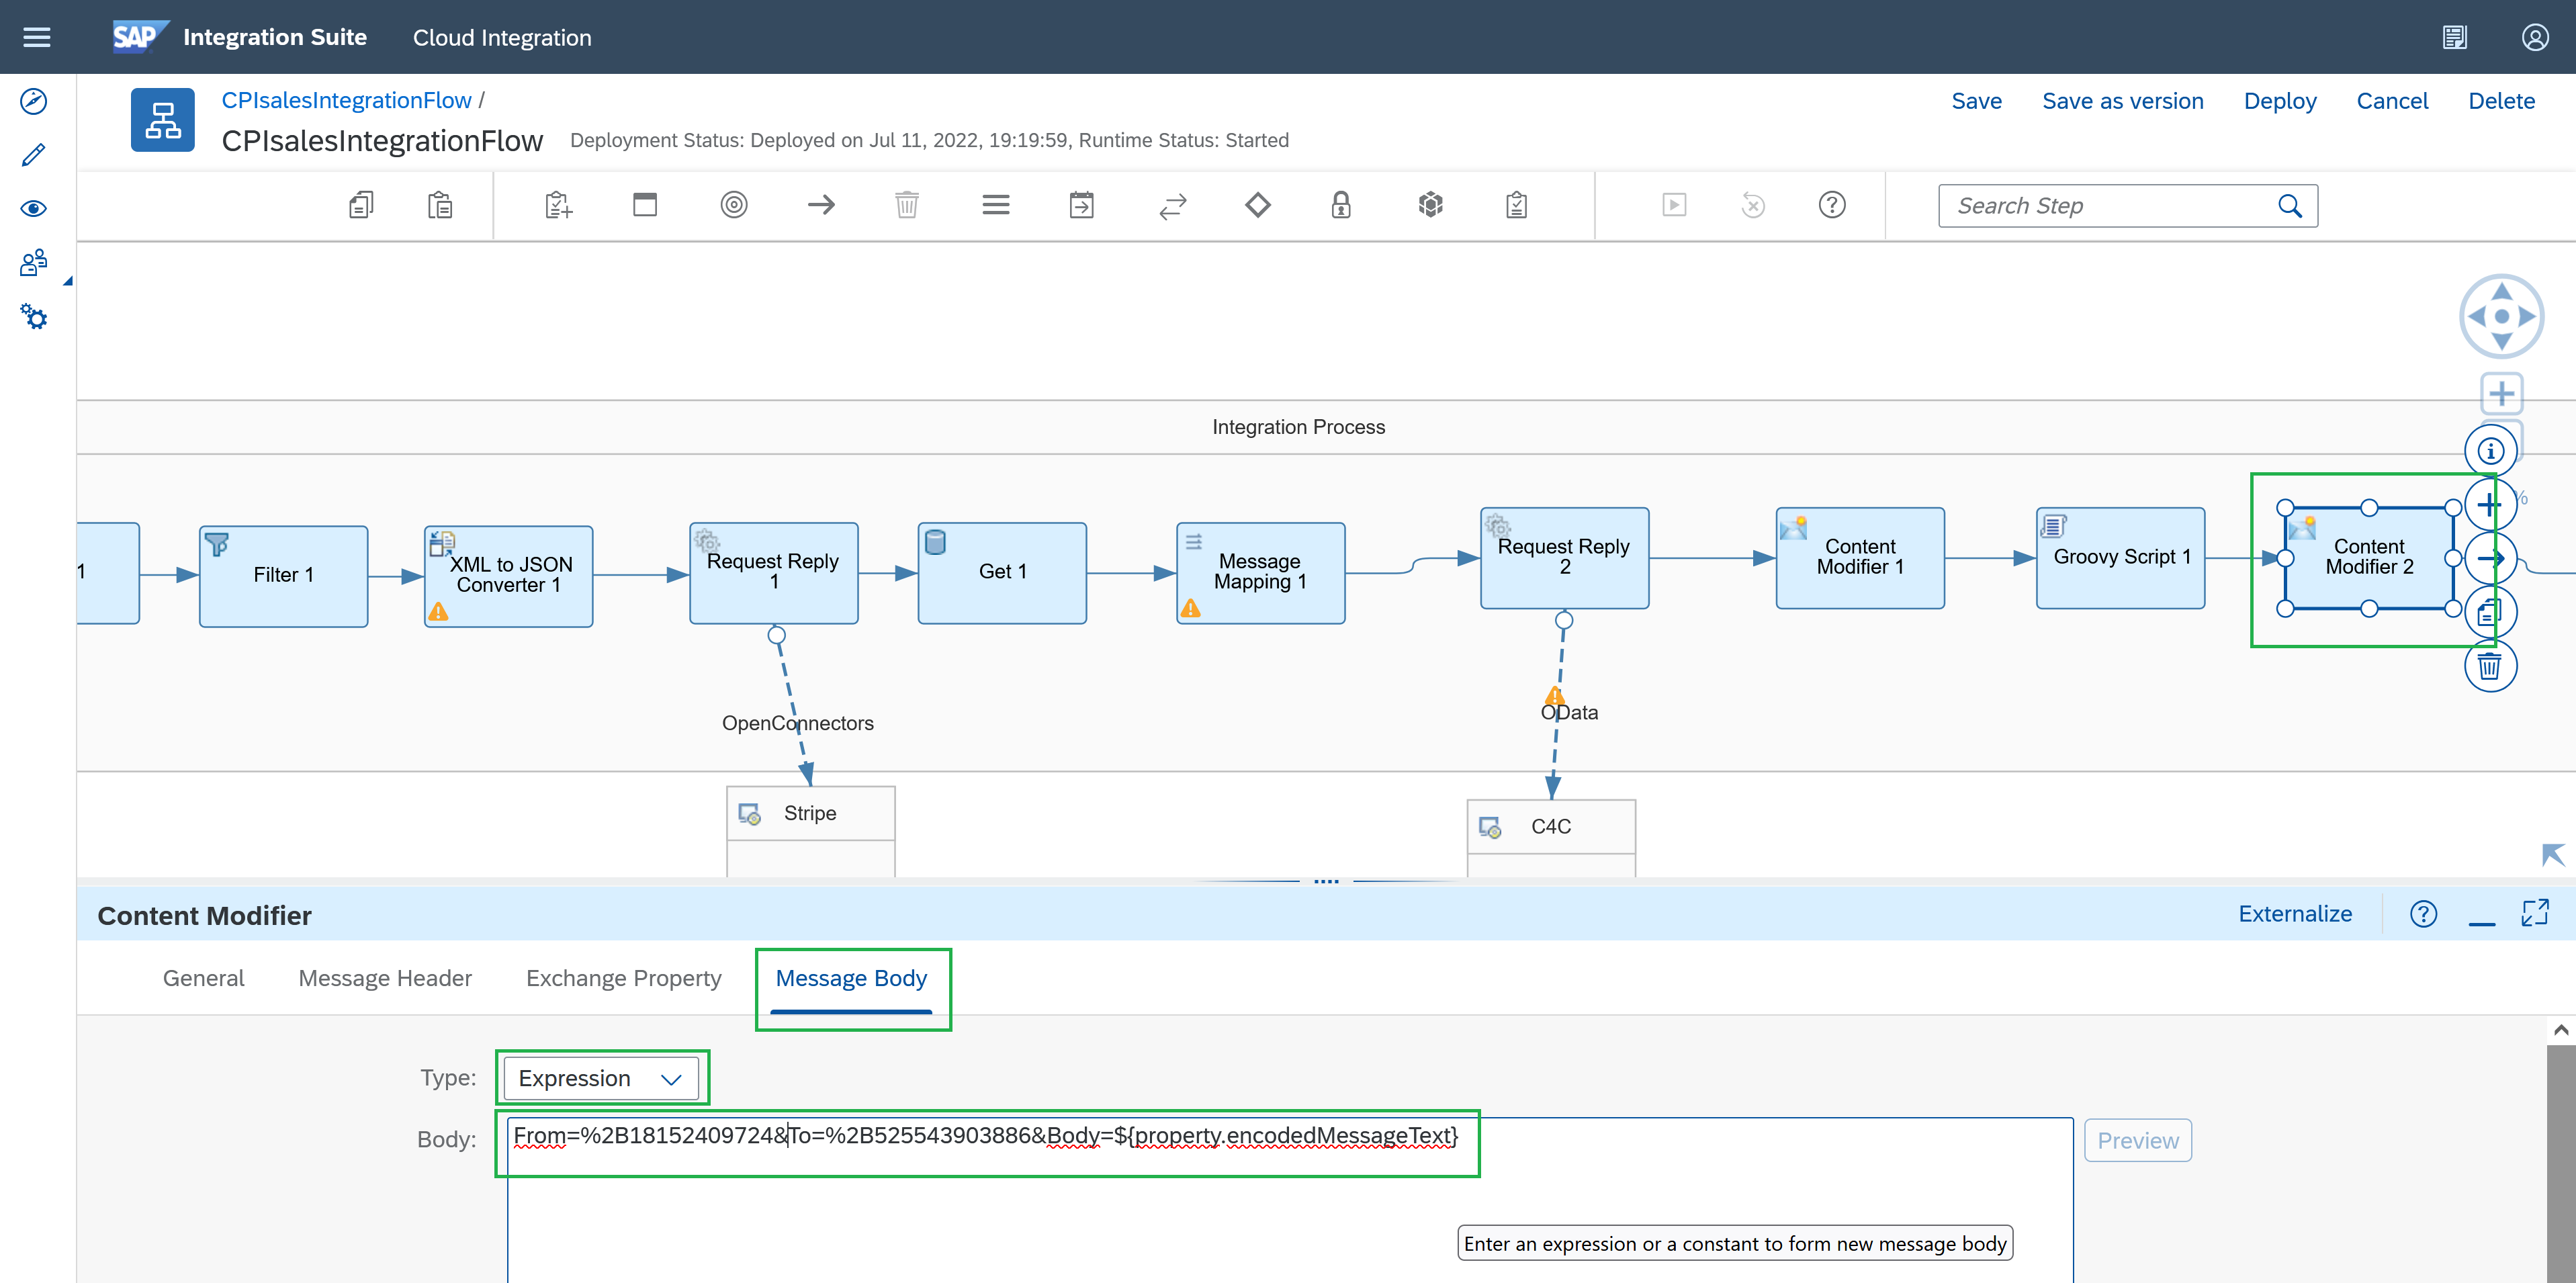 SAP Integration Suite Cloud Integration
CPIsalesIntegrationFlow /
CPIsalesIntegrationFlow Deployment Status: Deployed on Jul 11, 2022, 19:19:59, Runtime Status: Started
Save Save as version Deploy Cancel Delete
Search Step
Integration Process
%
1
Filter 1
XML to JSON
Converter 1
Request Reply
1
Get 1
Message
Mapping 1
Request Reply
2
Content
Modifier 1
Groovy Script 1
Content
Modifier 2
OpenConnectors
OData
Stripe
C4C
Content Modifier
Externalize
General Message Header Exchange Property Message Body
Type: Expression
Body: From=%2B18152409724&To=%2B525543903886&Body=${property.encodedMessageText}
Preview
Enter an expression or a constant to form new message body